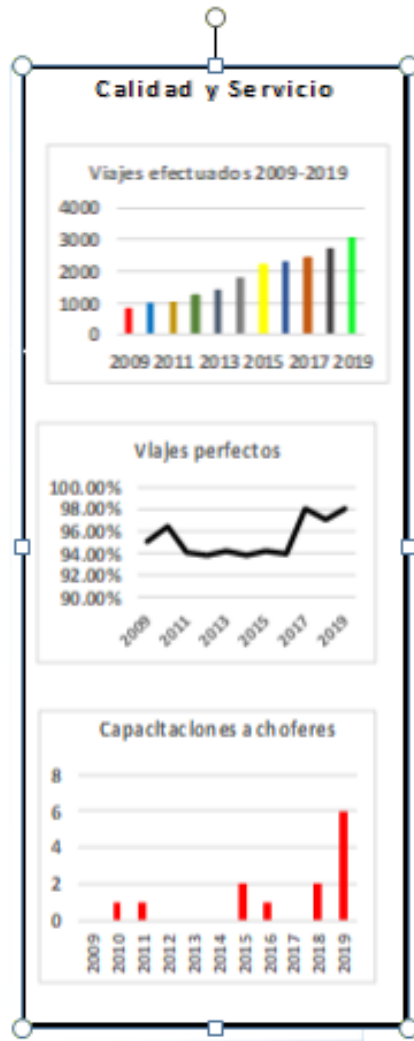 Calidad y Servicio
Viajes efectuados 2009-2019
4000
3000
2000
1000
0
2009 2011 2013 2015 2017 2019
Viajes perfectos
100.00%
98.00%
96.00%
94.00%
92.00%
90.00%
2009 2011 2013 2015 2017 2019
Capacitaciones a choferes
8
6
4
2
0
2009 2010 2011 2012 2013 2014 2015 2016 2017 2018 2019